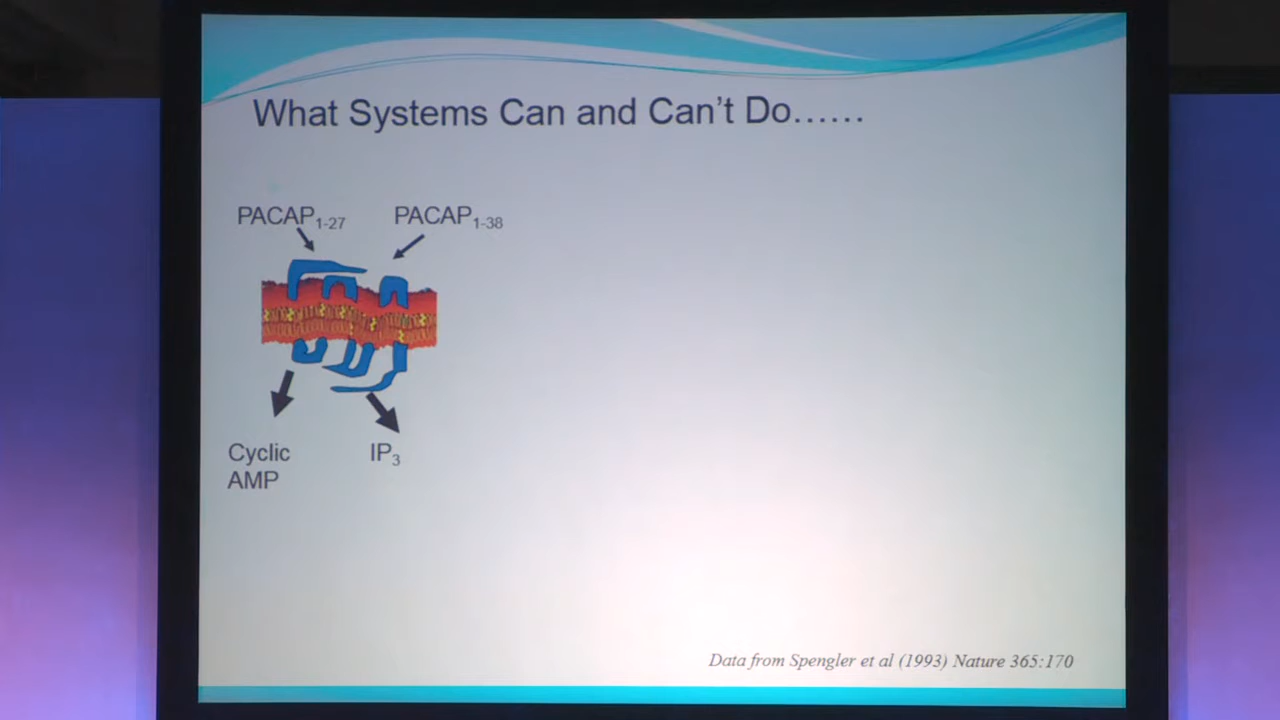 What Systems Can and Can't Do……
PACAP1-27 PACAP1-38
Cyclic
AMP
IP3
Data from Spengler et al (1993) Nature 365:170